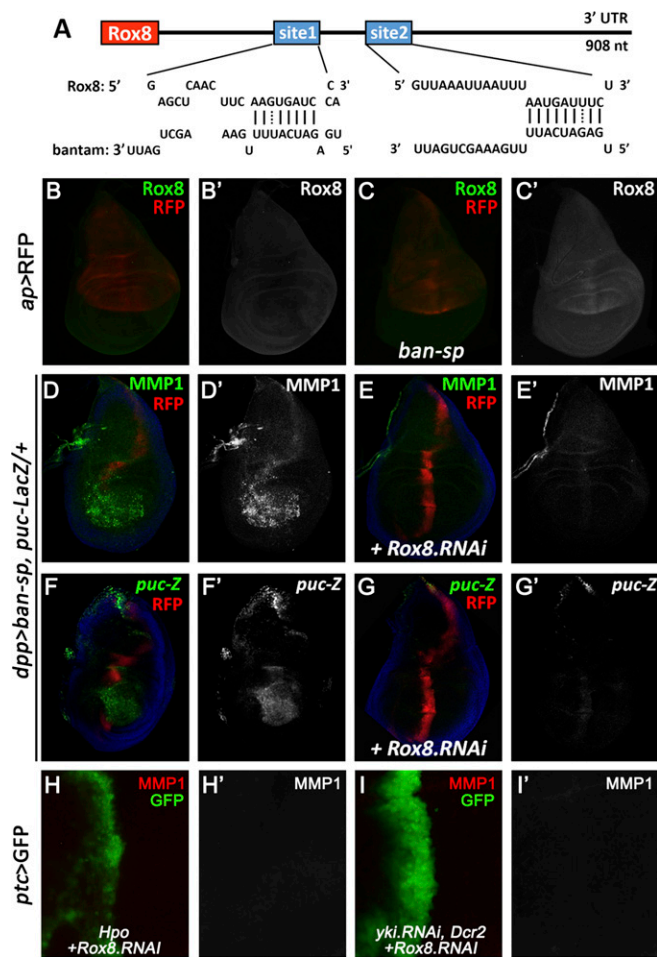 A
Rox8
site1
site2
3' UTR
908 nt
Rox8: 5' G CAAC C 3' 5' GUUAAAUUAAUUU U 3'
AGCU UUC AAGUGAUC CA AAUGAUUUC
UCGA AAG UUUACUAG GU UUACUAGAG
bantam: 3' UUAG U A 5' 3' UUAGUCGAAAGUU U 5'
B Rox8 B' Rox8 C Rox8 C' Rox8
RFP RFP
ap>RFP
ban-sp
D MMP1 D' MMP1 E MMP1 E' MMP1
RFP RFP
+ Rox8.RNAi
dpp>ban-sp, puc-LacZ/+
F puc-Z F' puc-Z G puc-Z G' puc-Z
RFP RFP
+ Rox8.RNAi
H MMP1 H' MMP1 I MMP1 I' MMP1
GFP GFP
ptc>GFP
Hpo yki.RNAi, Dcr2
+Rox8.RNAI +Rox8.RNAI